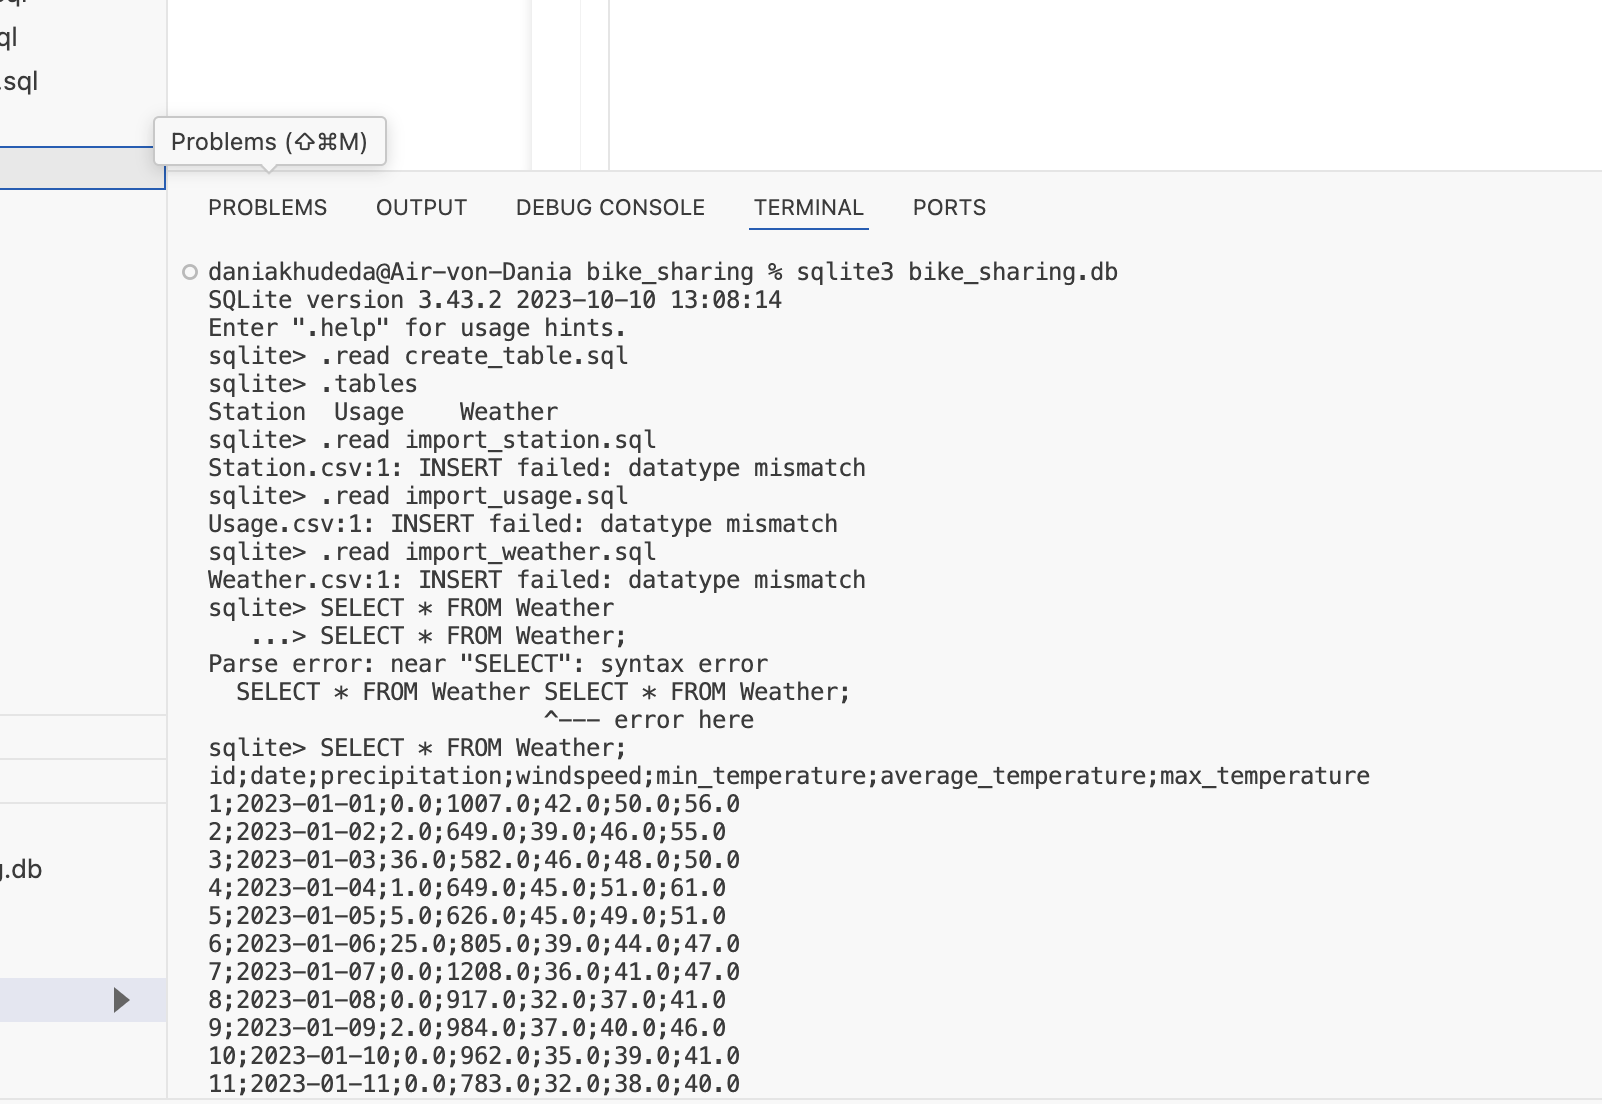 ql
.sql
Problems (⇧⌘M)
PROBLEMS OUTPUT DEBUG CONSOLE TERMINAL PORTS
daniakhudeda@Air-von-Dania bike_sharing % sqlite3 bike_sharing.db
SQLite version 3.43.2 2023-10-10 13:08:14
Enter ".help" for usage hints.
sqlite> .read create_table.sql
sqlite> .tables
Station  Usage    Weather
sqlite> .read import_station.sql
Station.csv:1: INSERT failed: datatype mismatch
sqlite> .read import_usage.sql
Usage.csv:1: INSERT failed: datatype mismatch
sqlite> .read import_weather.sql
Weather.csv:1: INSERT failed: datatype mismatch
sqlite> SELECT * FROM Weather
   ...> SELECT * FROM Weather;
Parse error: near "SELECT": syntax error
  SELECT * FROM Weather SELECT * FROM Weather;
                        ^--- error here
sqlite> SELECT * FROM Weather;
id;date;precipitation;windspeed;min_temperature;average_temperature;max_temperature
1;2023-01-01;0.0;1007.0;42.0;50.0;56.0
2;2023-01-02;2.0;649.0;39.0;46.0;55.0
3;2023-01-03;36.0;582.0;46.0;48.0;50.0
4;2023-01-04;1.0;649.0;45.0;51.0;61.0
5;2023-01-05;5.0;626.0;45.0;49.0;51.0
6;2023-01-06;25.0;805.0;39.0;44.0;47.0
7;2023-01-07;0.0;1208.0;36.0;41.0;47.0
8;2023-01-08;0.0;917.0;32.0;37.0;41.0
9;2023-01-09;2.0;984.0;37.0;40.0;46.0
10;2023-01-10;0.0;962.0;35.0;39.0;41.0
11;2023-01-11;0.0;783.0;32.0;38.0;40.0
.db